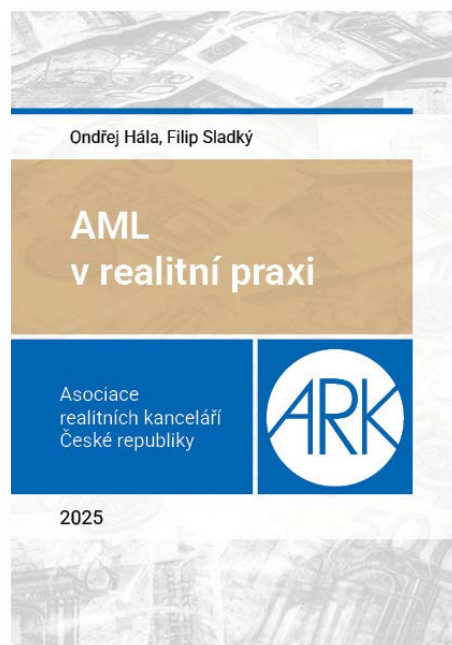 Ondřej Hála, Filip Sladký
AML
v realitní praxi
Asociace
realitních kanceláří
České republiky
ARK
2025